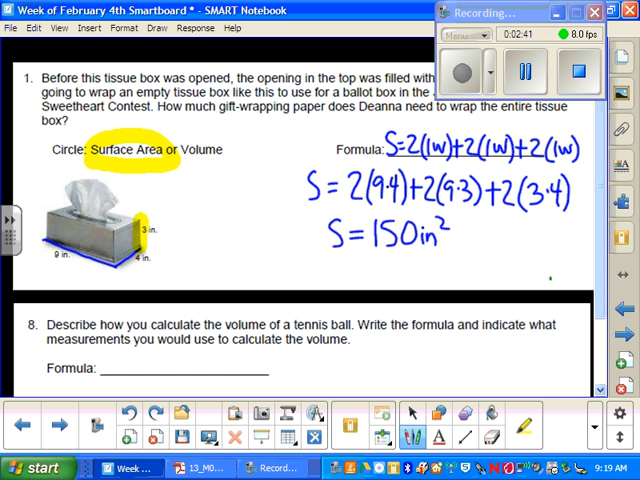 Week of February 4th Smartboard * - SMART Notebook
Recording...
File Edit View Insert Format Draw Response Help
Menu
00:02:41
8.0 fps
1. Before this tissue box was opened, the opening in the top was filled with
going to wrap an empty tissue box like this to use for a ballot box in the
Sweetheart Contest. How much gift-wrapping paper does Deanna need to wrap the entire tissue
box?
Circle: Surface Area or Volume
Formula: S=2(lw)+2(lw)+2(lw)
S=2(9·4)+2(9·3)+2(3·4)
S=150in²
3 in.
9 in.
4 in.
8. Describe how you calculate the volume of a tennis ball. Write the formula and indicate what
measurements you would use to calculate the volume.
Formula: ____________________
start
Week ...
13_M0...
Record...
9:19 AM